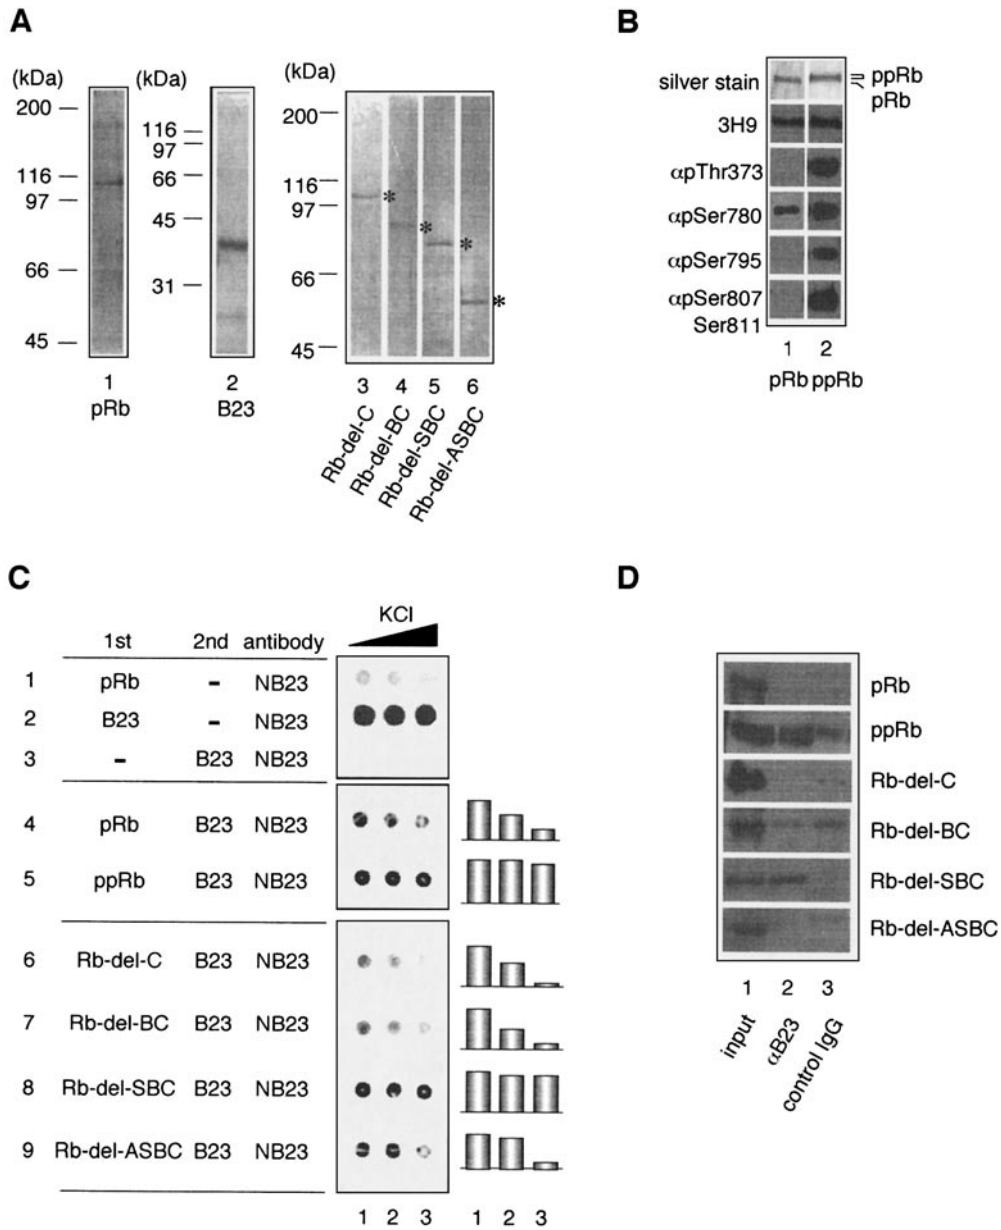 A
(kDa)
200
116
97
66
45
1
pRb
(kDa)
116
97
66
45
31
2
B23
(kDa)
200
116
97
66
45
*
*
*
*
3 4 5 6
Rb-del-C
Rb-del-BC
Rb-del-SBC
Rb-del-ASBC
B
silver stain
ppRb
pRb
3H9
αpThr373
αpSer780
αpSer795
αpSer807
Ser811
1 2
pRb ppRb
C
KCl
1st 2nd antibody
1 pRb - NB23
2 B23 - NB23
3 - B23 NB23
4 pRb B23 NB23
5 ppRb B23 NB23
6 Rb-del-C B23 NB23
7 Rb-del-BC B23 NB23
8 Rb-del-SBC B23 NB23
9 Rb-del-ASBC B23 NB23
1 2 3 1 2 3
D
pRb
ppRb
Rb-del-C
Rb-del-BC
Rb-del-SBC
Rb-del-ASBC
1 2 3
input
αB23
control IgG